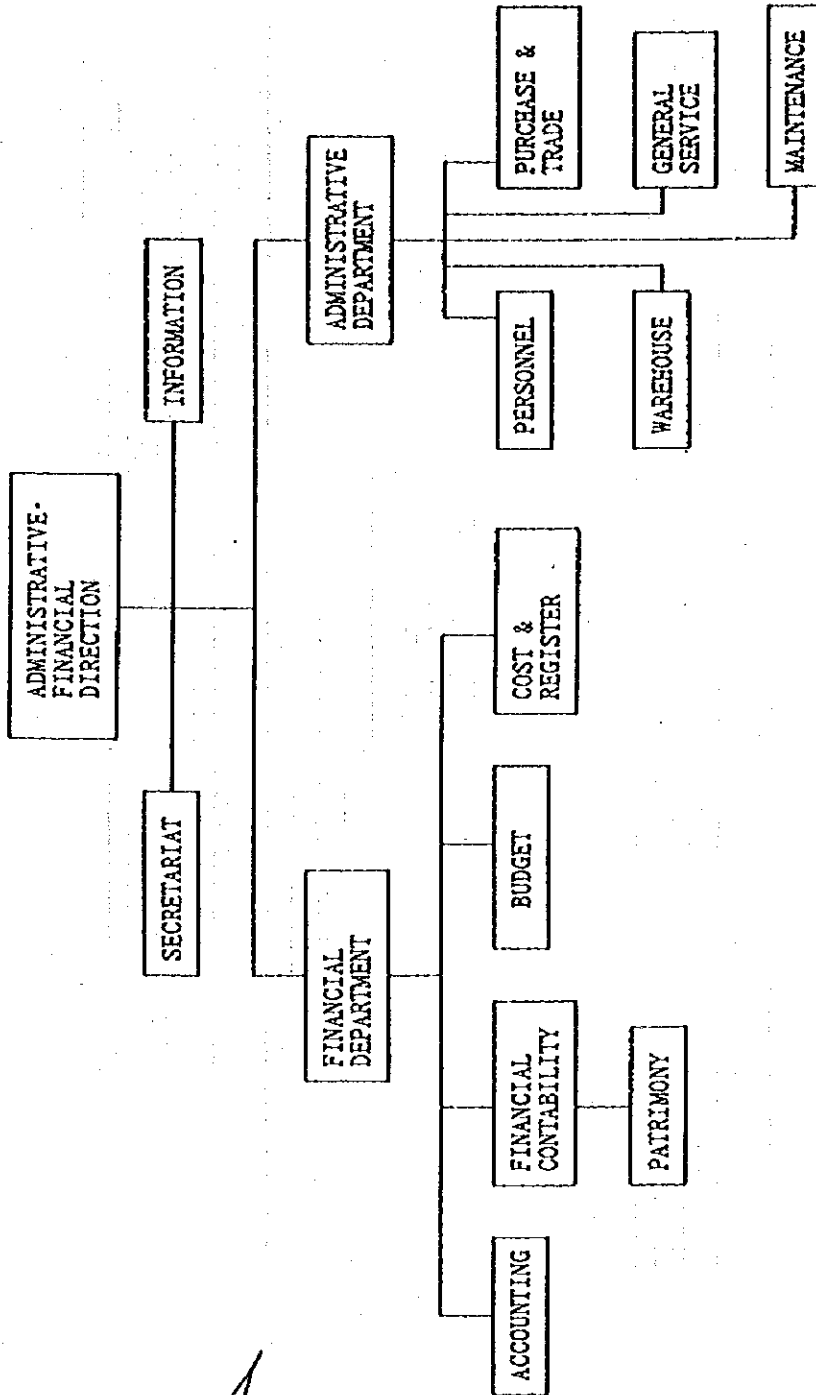 ADMINISTRATIVE-
FINANCIAL
DIRECTION
SECRETARIAT
INFORMATION
FINANCIAL
DEPARTMENT
ADMINISTRATIVE
DEPARTMENT
ACCOUNTING
FINANCIAL
CONTABILITY
BUDGET
COST &
REGISTER
PERSONNEL
PURCHASE &
TRADE
PATRIMONY
WAREHOUSE
GENERAL
SERVICE
MAINTENANCE